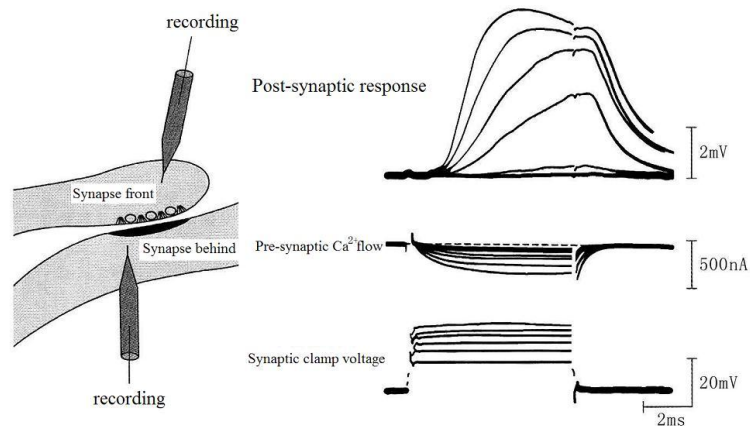 recording
Synapse front
Synapse behind
recording
Post-synaptic response
2mV
Pre-synaptic Ca²⁺flow
500nA
Synaptic clamp voltage
20mV
2ms